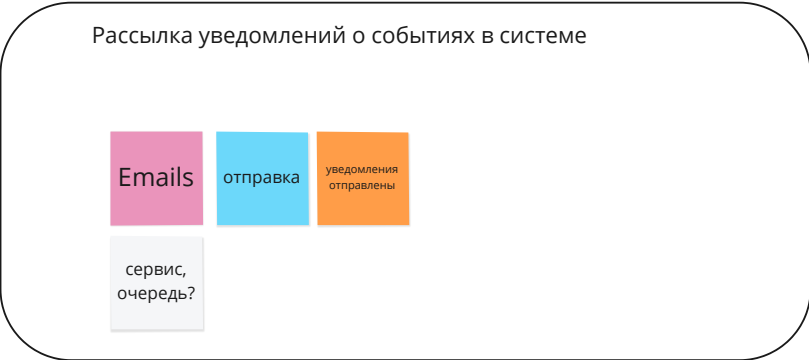 Рассылка уведомлений о событиях в системе
Emails
отправка
уведомления
отправлены
сервис,
очередь?